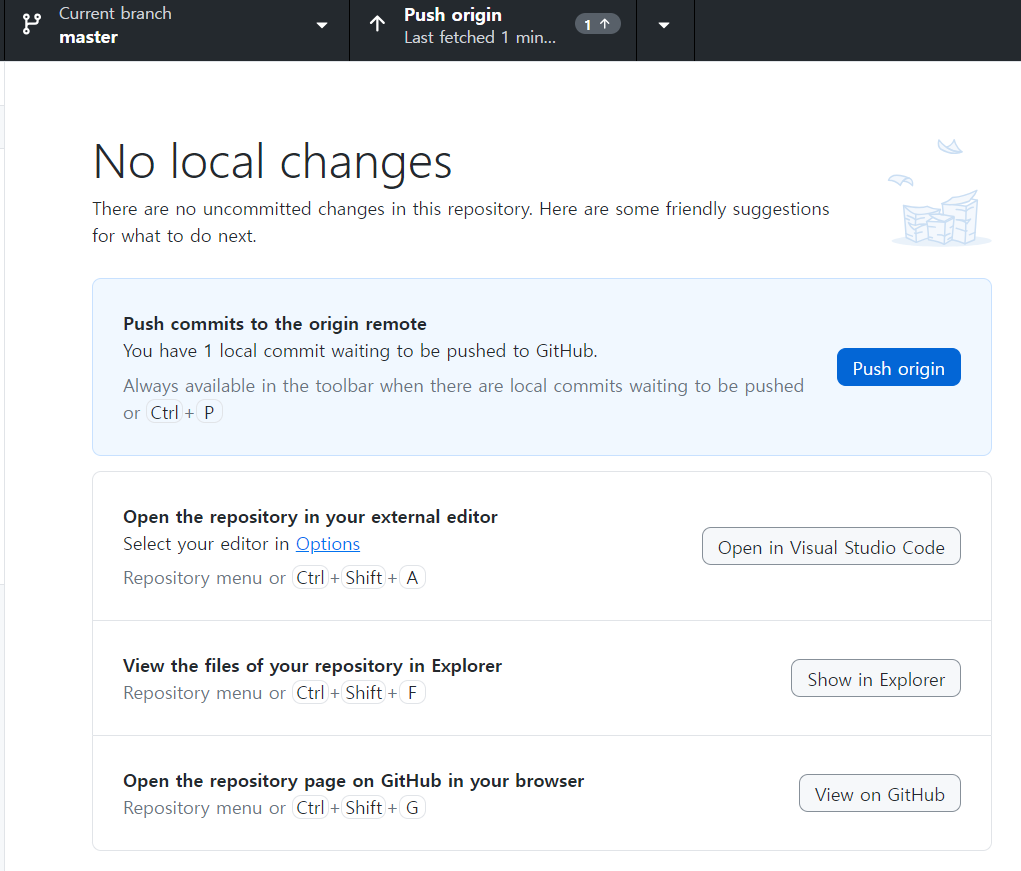 Current branch
master
Push origin
Last fetched 1 min...
1
No local changes
There are no uncommitted changes in this repository. Here are some friendly suggestions
for what to do next.
Push commits to the origin remote
You have 1 local commit waiting to be pushed to GitHub.
Always available in the toolbar when there are local commits waiting to be pushed
or Ctrl + P
Push origin
Open the repository in your external editor
Select your editor in Options
Repository menu or Ctrl + Shift + A
Open in Visual Studio Code
View the files of your repository in Explorer
Repository menu or Ctrl + Shift + F
Show in Explorer
Open the repository page on GitHub in your browser
Repository menu or Ctrl + Shift + G
View on GitHub